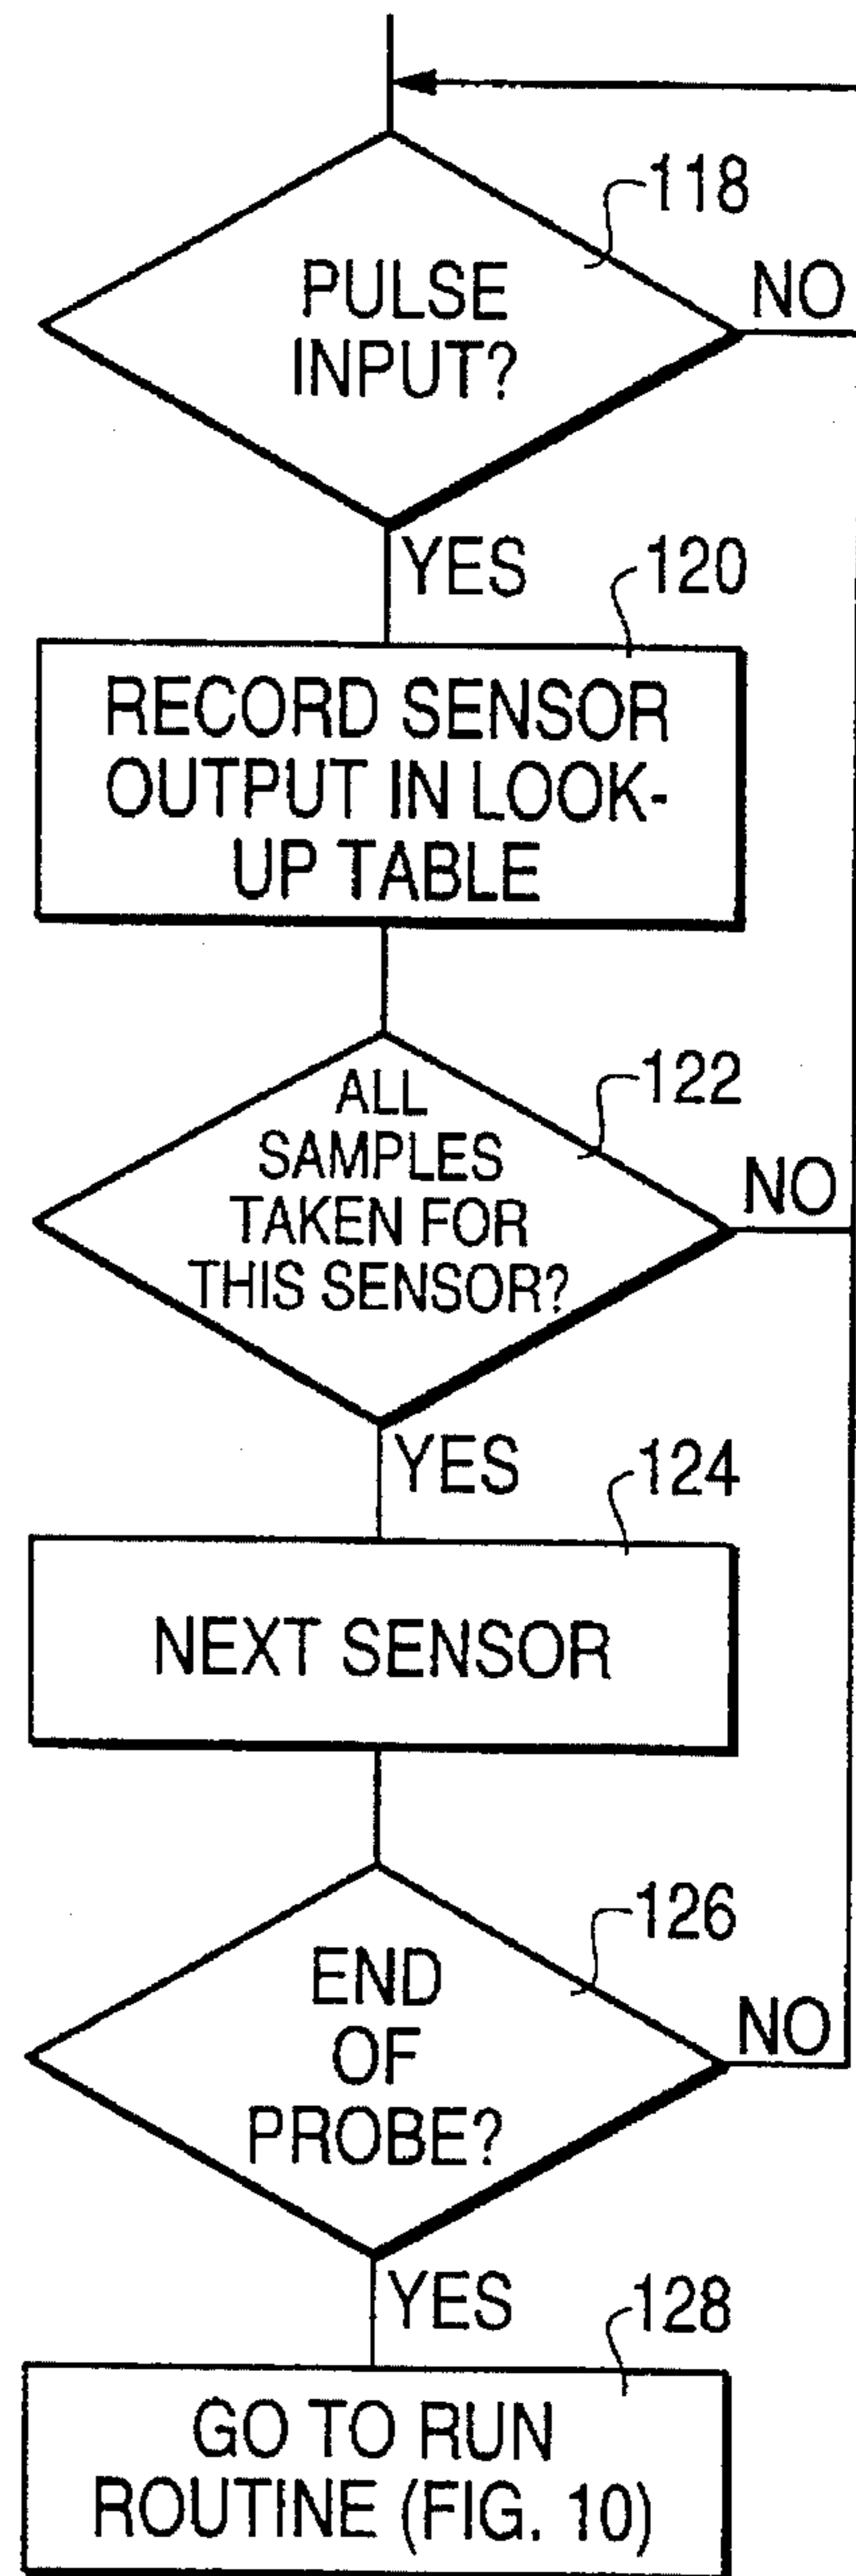 118
PULSE
INPUT?
NO
YES
120
RECORD SENSOR
OUTPUT IN LOOK-
UP TABLE
122
ALL
SAMPLES
TAKEN FOR
THIS SENSOR?
NO
YES
124
NEXT SENSOR
126
END
OF
PROBE?
NO
YES
128
GO TO RUN
ROUTINE (FIG. 10)